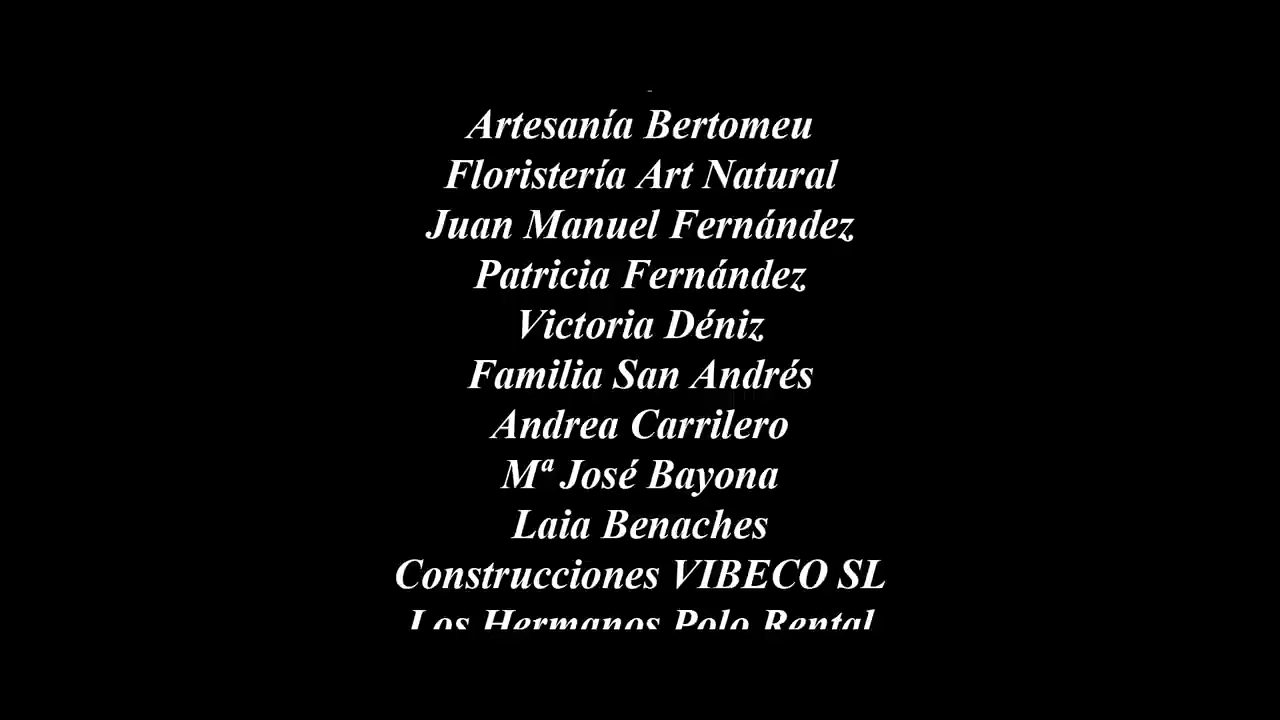 Artesanía Bertomeu
Floristería Art Natural
Juan Manuel Fernández
Patricia Fernández
Victoria Déniz
Familia San Andrés
Andrea Carrilero
Mª José Bayona
Laia Benaches
Construcciones VIBECO SL
Los Hermanos Polo Rental